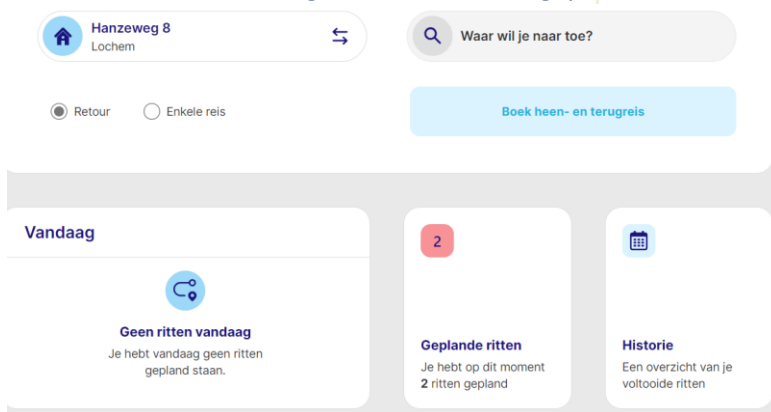 Hanzeweg 8
Lochem
Waar wil je naar toe?
Retour
Enkele reis
Boek heen- en terugreis
Vandaag
Geen ritten vandaag
Je hebt vandaag geen ritten
gepland staan.
2
Geplande ritten
Je hebt op dit moment
2 ritten gepland
Historie
Een overzicht van je
voltooide ritten